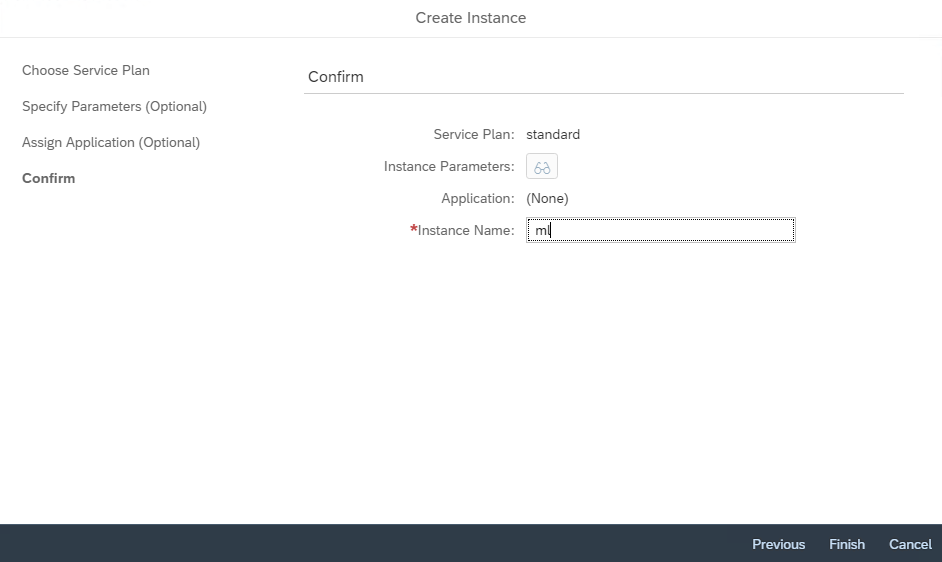 Create Instance
Choose Service Plan
Specify Parameters (Optional)
Assign Application (Optional)
Confirm
Confirm
Service Plan: standard
Instance Parameters:
Application: (None)
*Instance Name: ml
Previous Finish Cancel